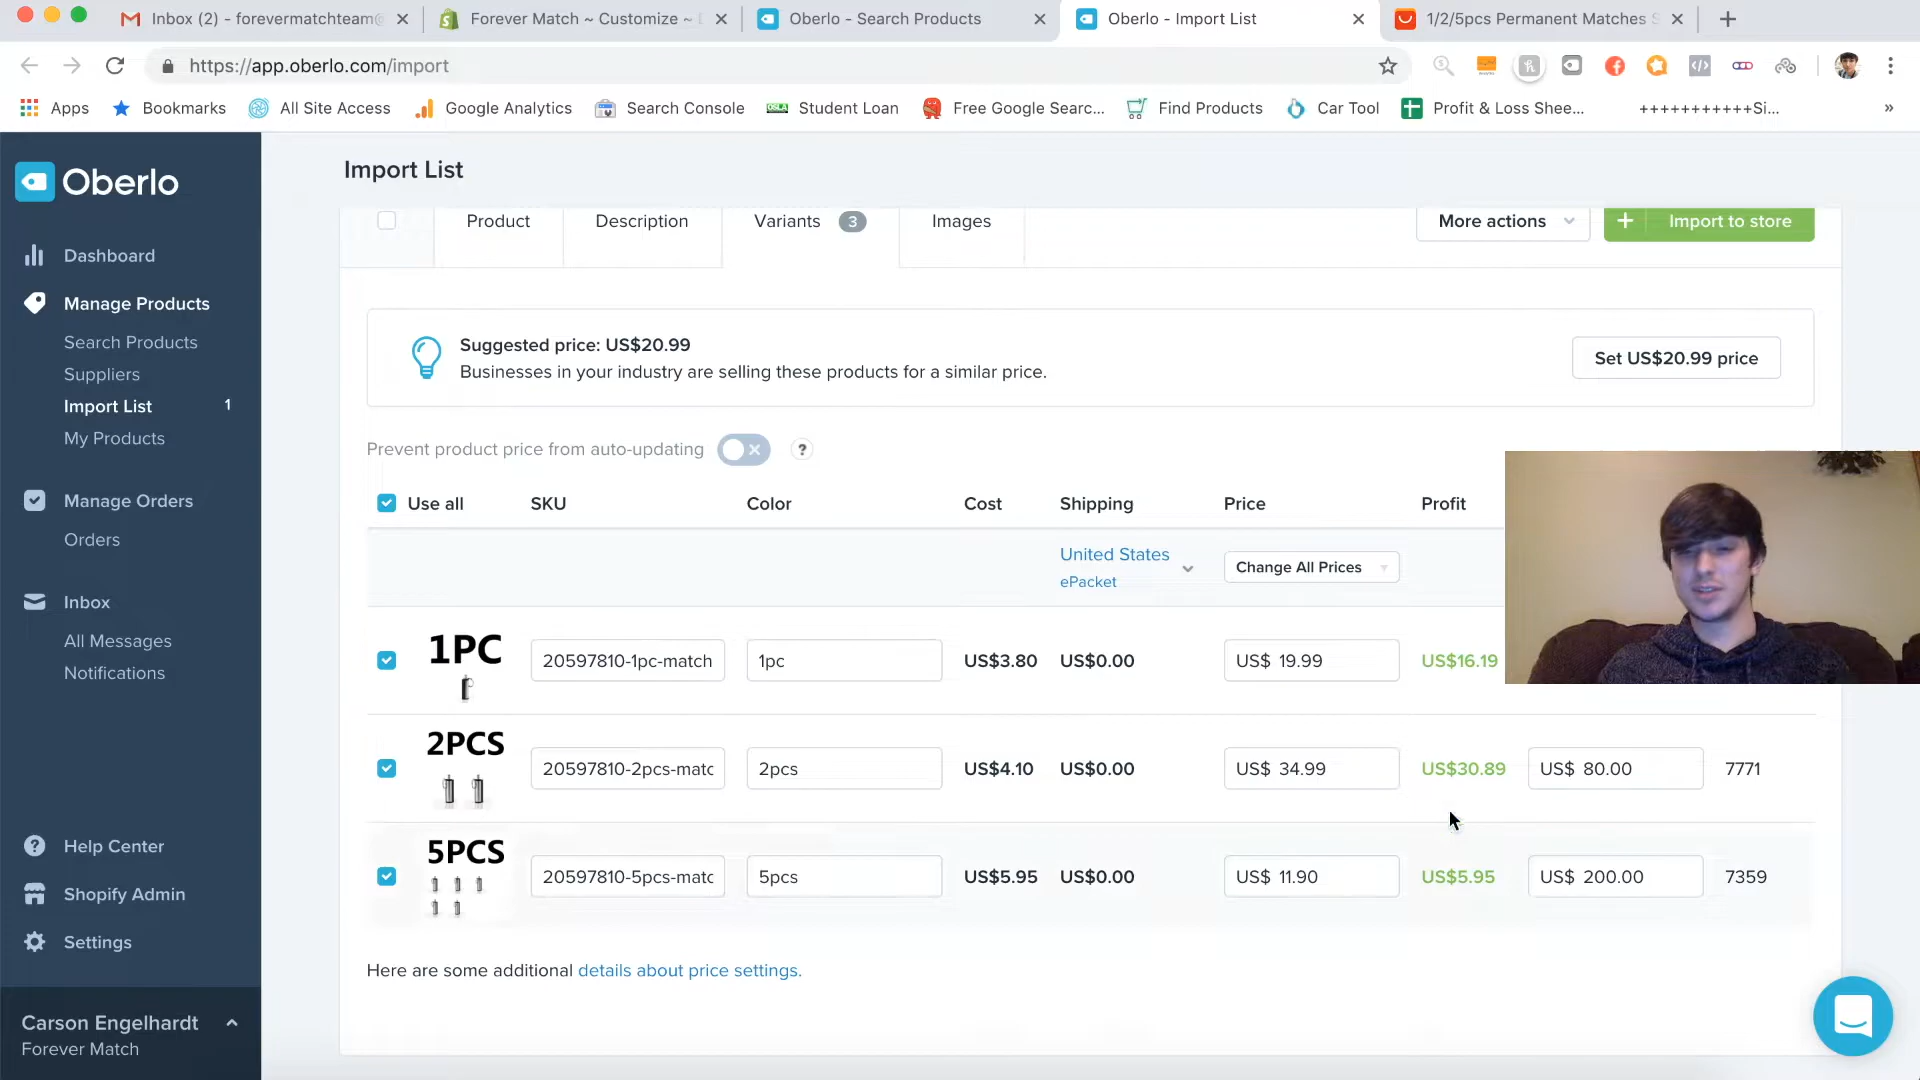 Inbox (2) - forevermatchteam@
Forever Match ~ Customize ~
Oberlo - Search Products
Oberlo - Import List
1/2/5pcs Permanent Matches S
https://app.oberlo.com/import
Apps
Bookmarks
All Site Access
Google Analytics
Search Console
Student Loan
Free Google Searc...
Find Products
Car Tool
Profit & Loss Shee...
+++++++++++Si...
»
Oberlo
Dashboard
Manage Products
Search Products
Suppliers
Import List 1
My Products
Manage Orders
Orders
Inbox
All Messages
Notifications
Help Center
Shopify Admin
Settings
Carson Engelhardt
Forever Match
Import List
Product
Description
Variants 3
Images
More actions
+ Import to store
Suggested price: US$20.99
Businesses in your industry are selling these products for a similar price.
Set US$20.99 price
Prevent product price from auto-updating ?
Use all SKU Color Cost Shipping Price Profit
United States
ePacket
Change All Prices
1PC 20597810-1pc-match 1pc US$3.80 US$0.00 US$ 19.99 US$16.19
2PCS 20597810-2pcs-matc 2pcs US$4.10 US$0.00 US$ 34.99 US$30.89 US$ 80.00 7771
5PCS 20597810-5pcs-matc 5pcs US$5.95 US$0.00 US$ 11.90 US$5.95 US$ 200.00 7359
Here are some additional details about price settings.